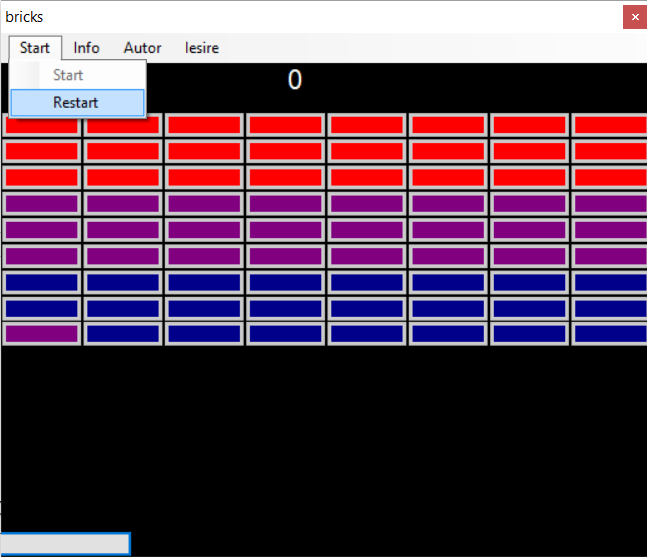 bricks
Start Info Autor Iesire
Start
Restart
0